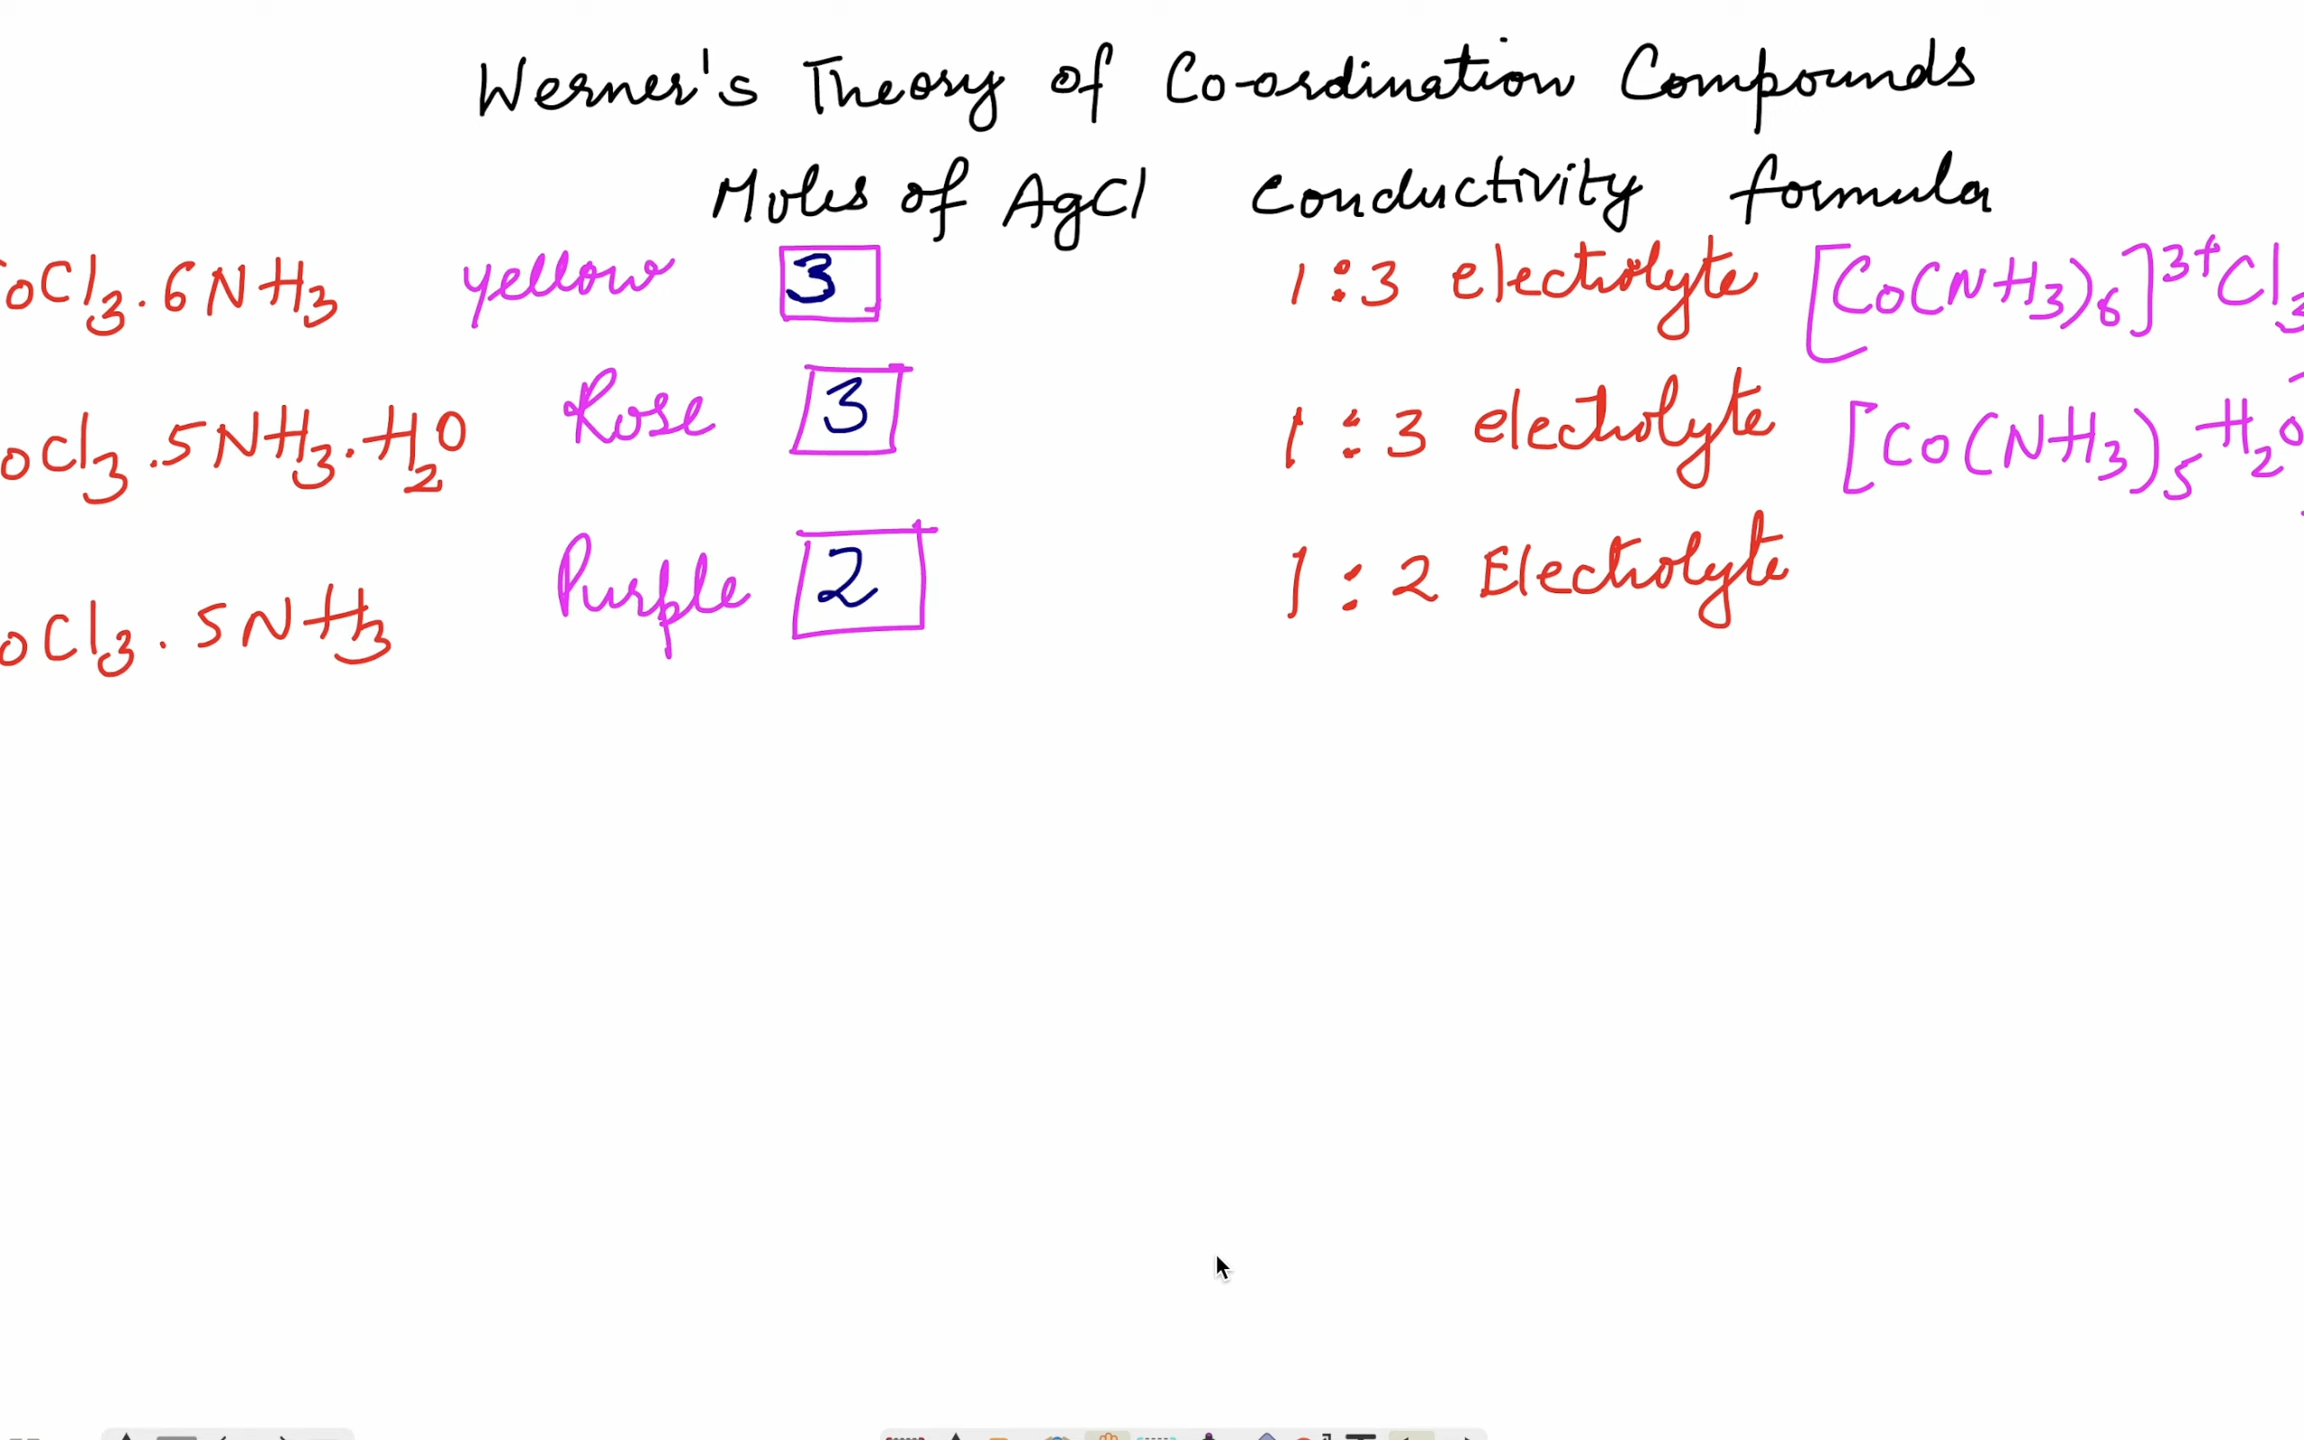 Werner's Theory of Co-ordination Compounds
Moles of AgCl Conductivity formula
oCl3.6NH3 yellow 3 1:3 electrolyte [Co(NH3)6]3+Cl3
oCl3.5NH3.H2O Rose 3 1:3 electrolyte [Co(NH3)5H2O
oCl3.5NH3 Purple 2 1:2 Electrolyte